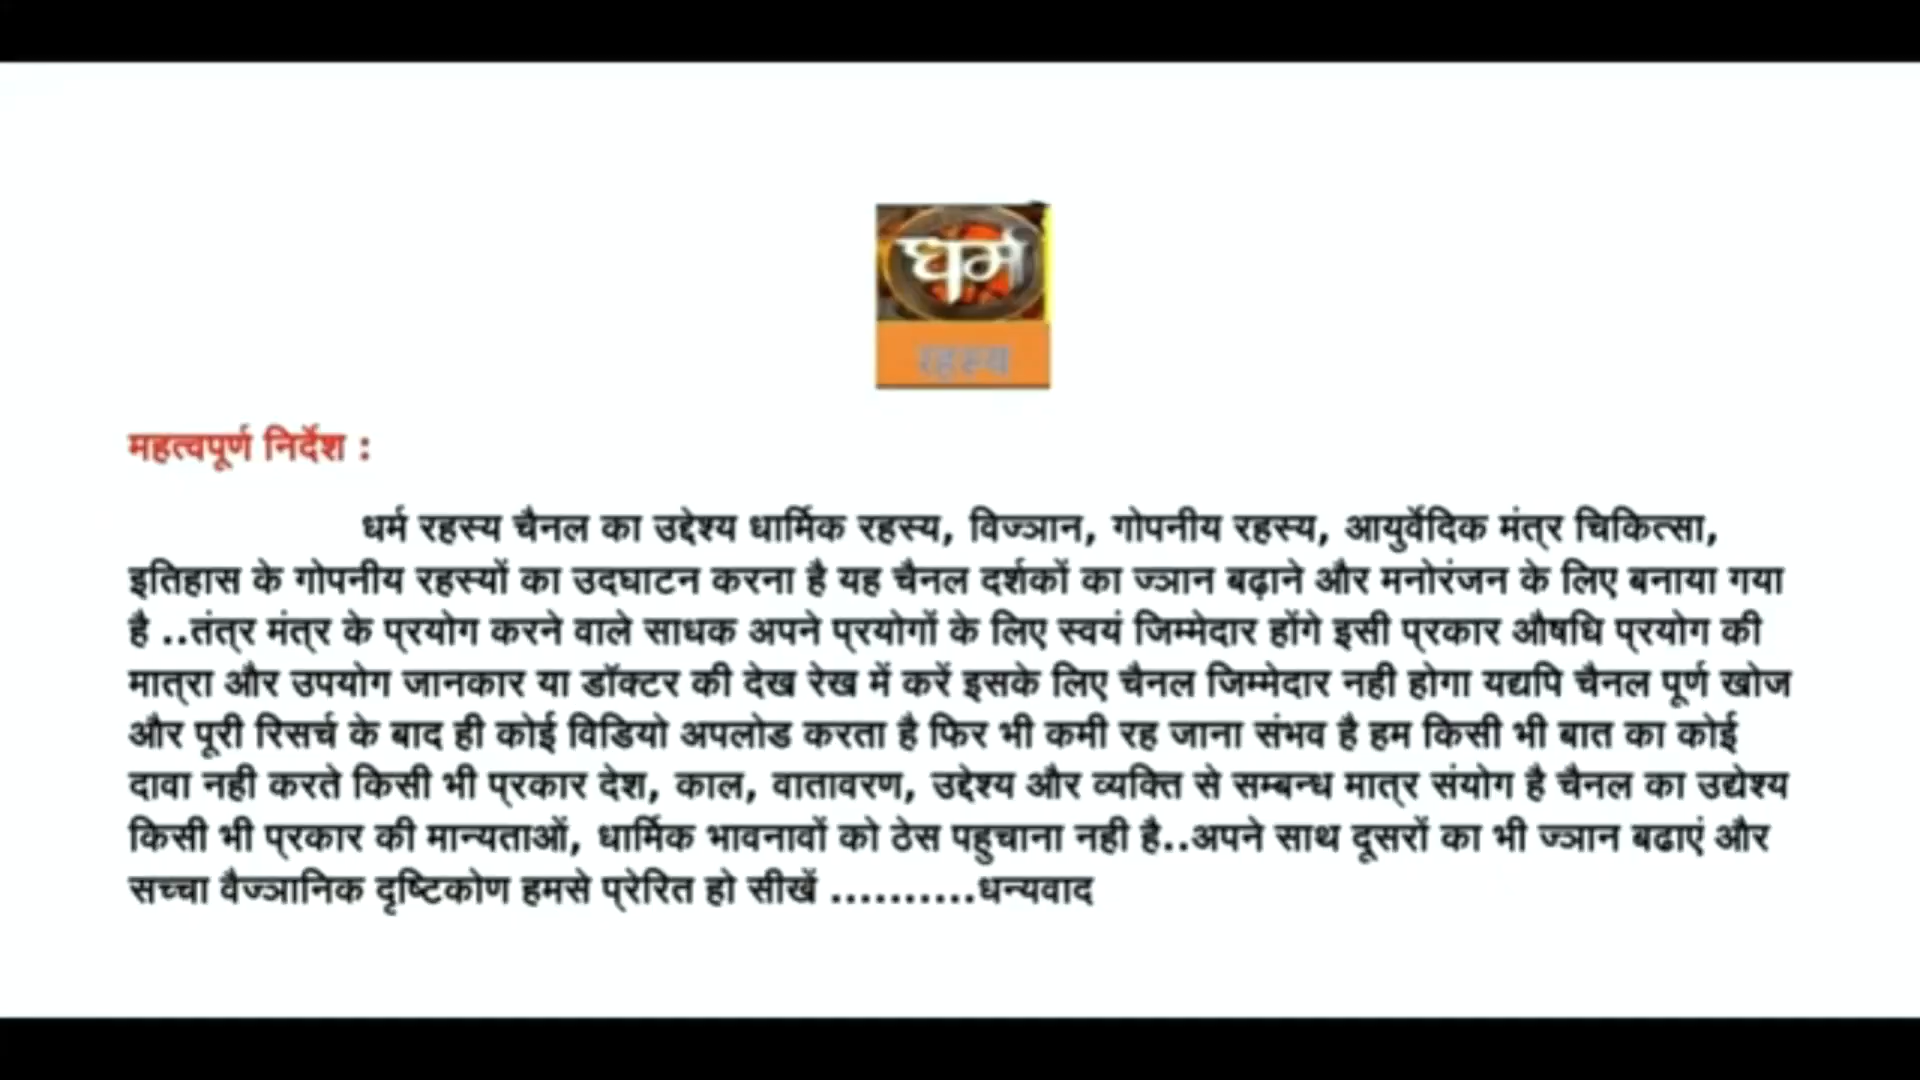 धर्म
रहस्य
महत्वपूर्ण निर्देश :
धर्म रहस्य चैनल का उद्देश्य धार्मिक रहस्य, विज्ञान, गोपनीय रहस्य, आयुर्वेदिक मंत्र चिकित्सा,
इतिहास के गोपनीय रहस्यों का उदघाटन करना है यह चैनल दर्शकों का ज्ञान बढ़ाने और मनोरंजन के लिए बनाया गया
है ..तंत्र मंत्र के प्रयोग करने वाले साधक अपने प्रयोगों के लिए स्वयं जिम्मेदार होंगे इसी प्रकार औषधि प्रयोग की
मात्रा और उपयोग जानकार या डॉक्टर की देख रेख में करें इसके लिए चैनल जिम्मेदार नही होगा यद्यपि चैनल पूर्ण खोज
और पूरी रिसर्च के बाद ही कोई विडियो अपलोड करता है फिर भी कमी रह जाना संभव है हम किसी भी बात का कोई
दावा नही करते किसी भी प्रकार देश, काल, वातावरण, उद्देश्य और व्यक्ति से सम्बन्ध मात्र संयोग है चैनल का उद्येश्य
किसी भी प्रकार की मान्यताओं, धार्मिक भावनावों को ठेस पहुचाना नही है..अपने साथ दूसरों का भी ज्ञान बढाएं और
सच्चा वैज्ञानिक दृष्टिकोण हमसे प्रेरित हो सीखें ..........धन्यवाद